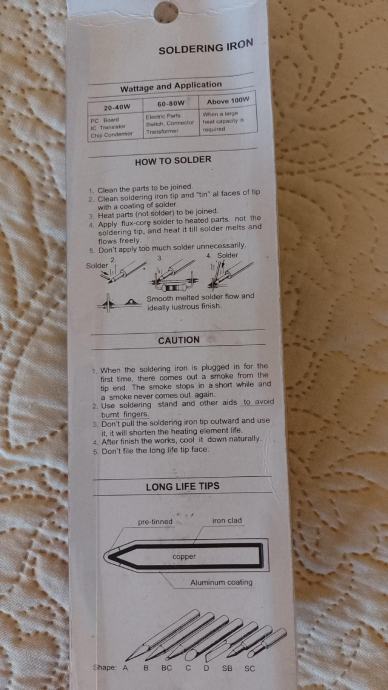 SOLDERING IRON
Wattage and Application
20-40W 60-80W Above 100W
PC Board Electric Parts When a large
IC Transistor Switch, Connector heat capacity is
Chip Condensor Transformer required
HOW TO SOLDER
1. Clean the parts to be joined.
2. Clean soldering iron tip and "tin" al faces of tip
with a coating of solder.
3. Heat parts (not solder) to be joined.
4. Apply flux-core solder to heated parts not the
soldering tip, and heat it till solder melts and
flows freely.
5. Don't apply too much solder unnecessarily.
2. 3. 4. Solder
Solder
Smooth melted solder flow and
ideally lustrous finish.
CAUTION
1. When the soldering iron is plugged in for the
first time, there comes out a smoke from the
tip end. The smoke stops in a short while and
a smoke never comes out again.
2. Use soldering stand and other aids to avoid
burnt fingers.
3. Don't pull the soldering iron tip outward and use
it, it will shorten the heating element life.
4. After finish the works, cool it down naturally.
5. Don't file the long life tip face.
LONG LIFE TIPS
pre-tinned iron clad
copper
Aluminum coating
Shape: A B BC C D SB SC